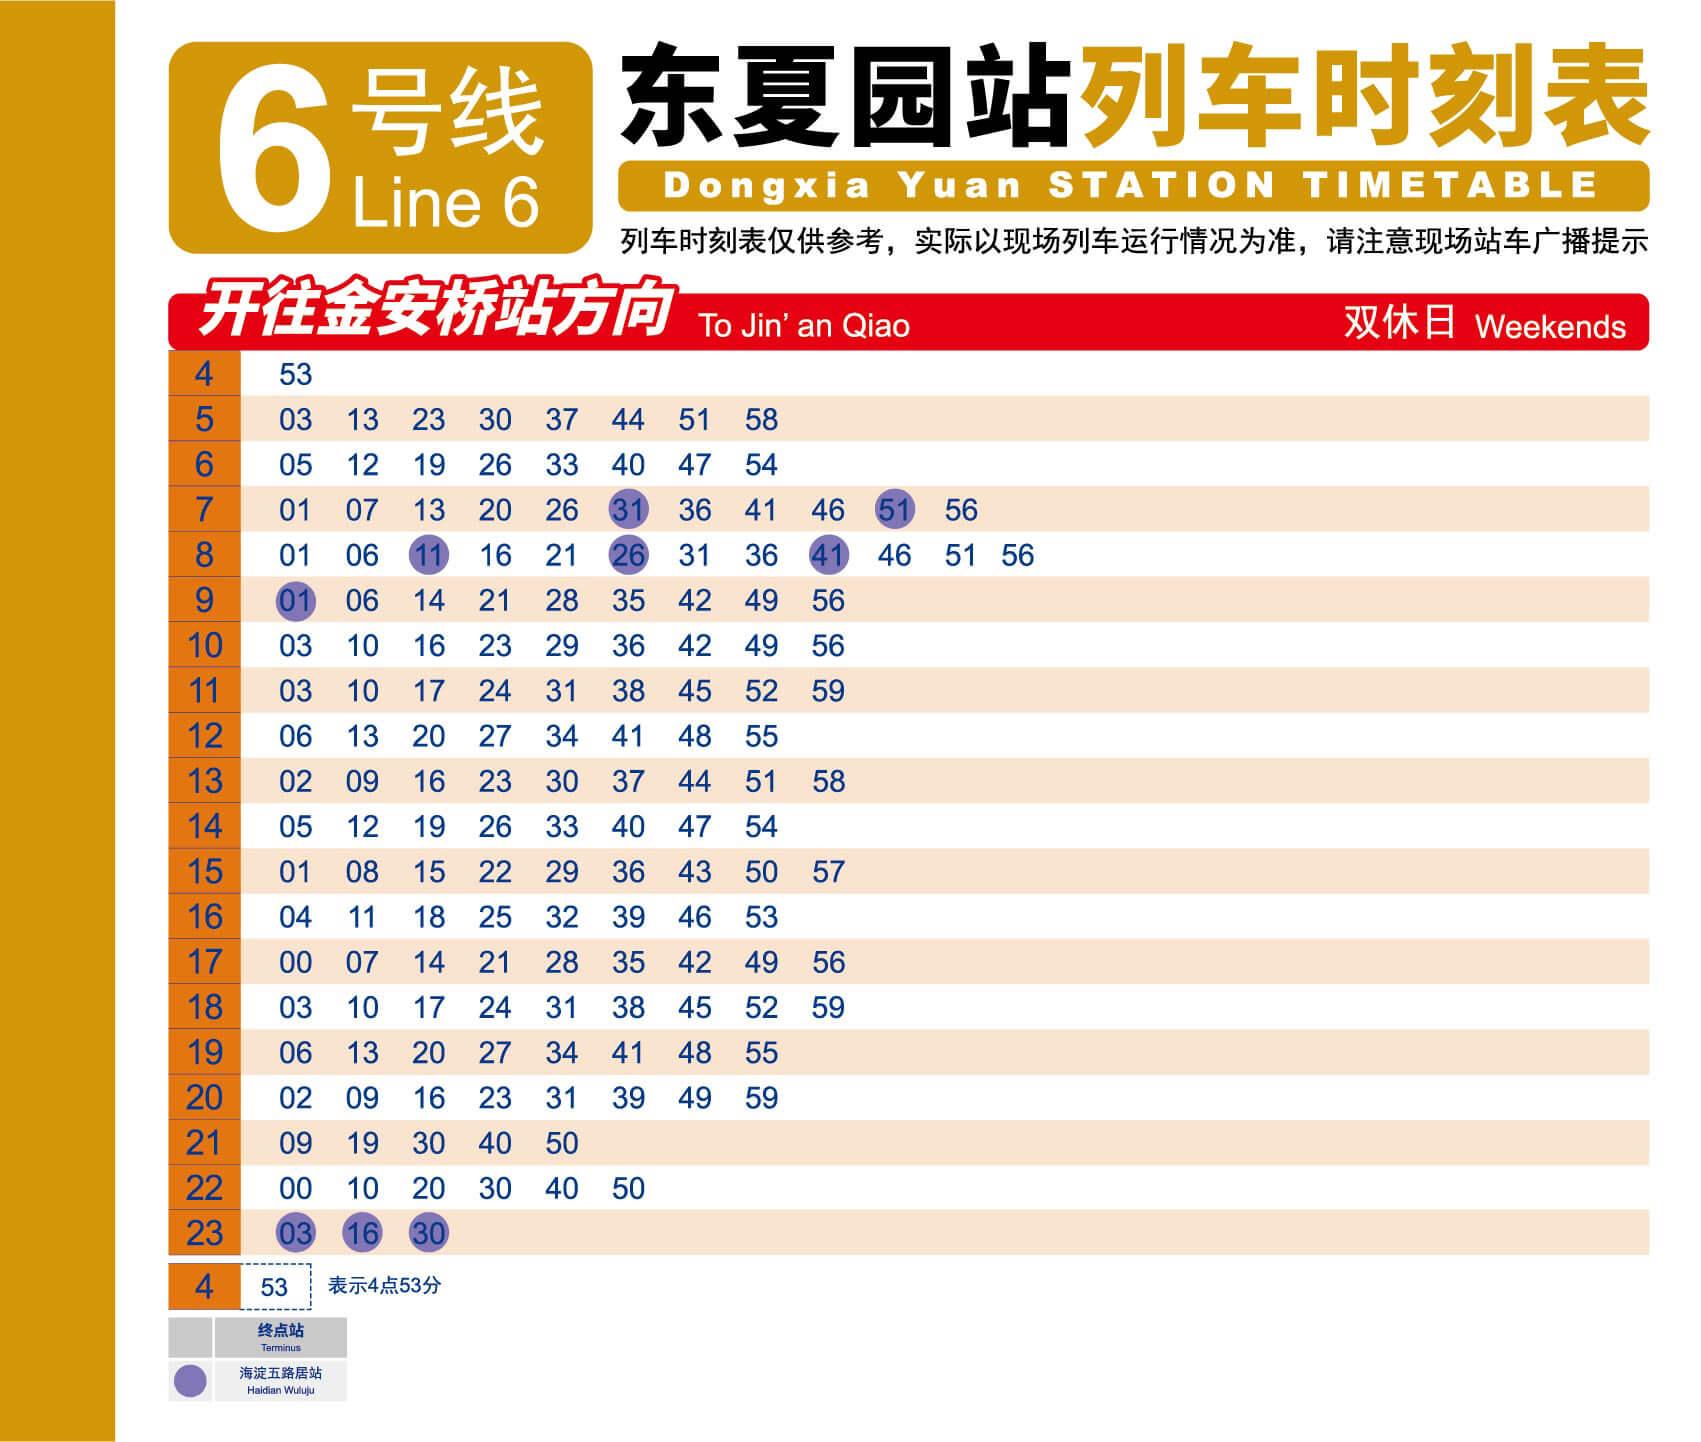 6 号线
Line 6
东夏园站列车时刻表
Dongxia Yuan STATION TIMETABLE
列车时刻表仅供参考，实际以现场列车运行情况为准，请注意现场站车广播提示
开往金安桥站方向 To Jin’ an Qiao 双休日 Weekends
4 53
5 03 13 23 30 37 44 51 58
6 05 12 19 26 33 40 47 54
7 01 07 13 20 26 31 36 41 46 51 56
8 01 06 11 16 21 26 31 36 41 46 51 56
9 01 06 14 21 28 35 42 49 56
10 03 10 16 23 29 36 42 49 56
11 03 10 17 24 31 38 45 52 59
12 06 13 20 27 34 41 48 55
13 02 09 16 23 30 37 44 51 58
14 05 12 19 26 33 40 47 54
15 01 08 15 22 29 36 43 50 57
16 04 11 18 25 32 39 46 53
17 00 07 14 21 28 35 42 49 56
18 03 10 17 24 31 38 45 52 59
19 06 13 20 27 34 41 48 55
20 02 09 16 23 31 39 49 59
21 09 19 30 40 50
22 00 10 20 30 40 50
23 03 16 30
4 53 表示4点53分
终点站
Terminus
海淀五路居站
Haidian Wuluju